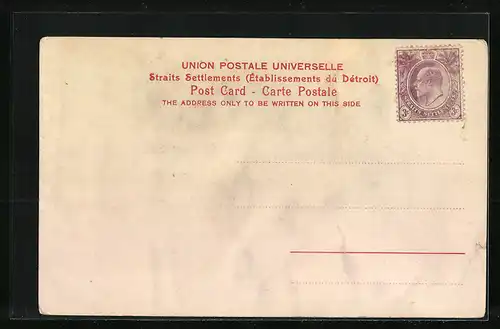 UNION POSTALE UNIVERSELLE
Straits Settlements (Établissements du Détroit)
Post Card - Carte Postale
THE ADDRESS ONLY TO BE WRITTEN ON THIS SIDE